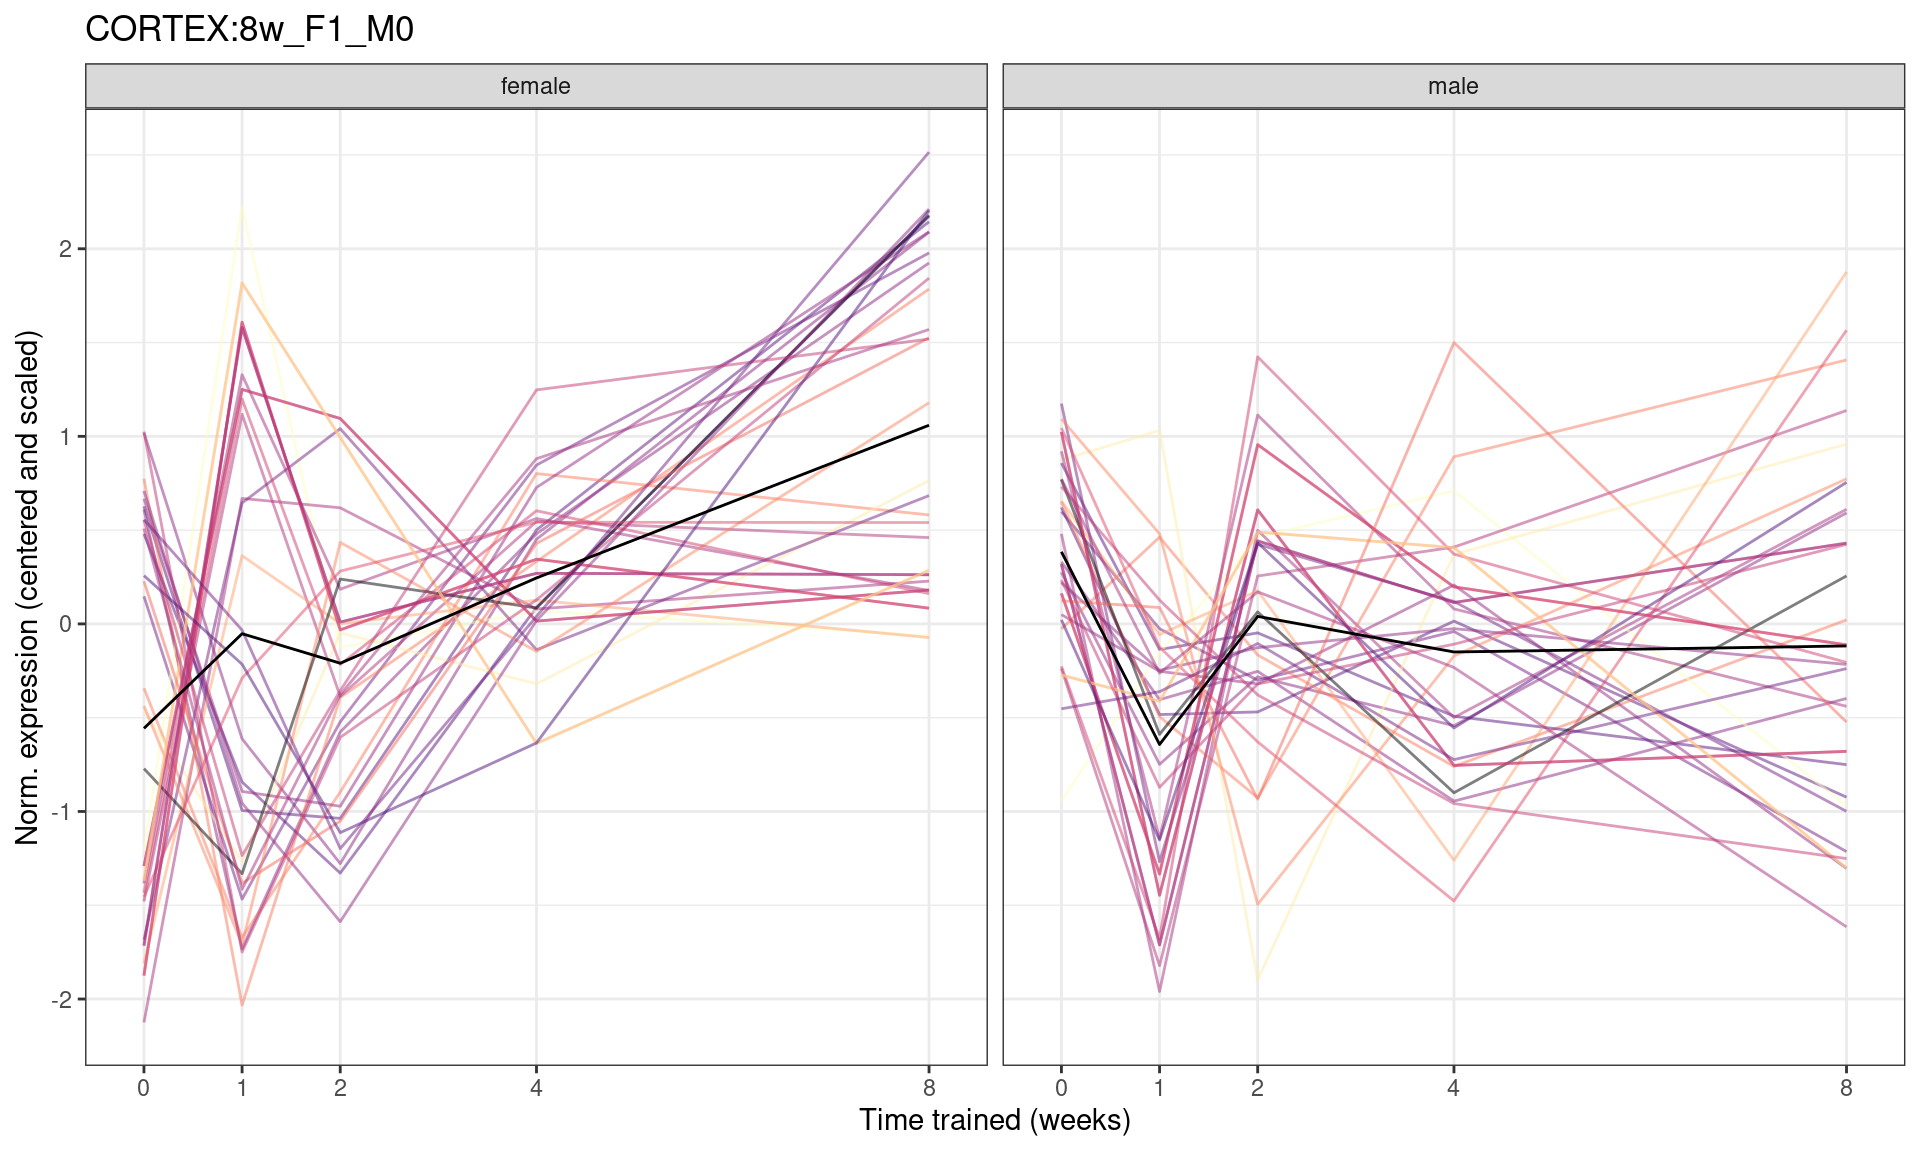 CORTEX:8w_F1_M0
female
male
Norm. expression (centered and scaled)
2
1
0
-1
-2
0 1 2 4 8
0 1 2 4 8
Time trained (weeks)